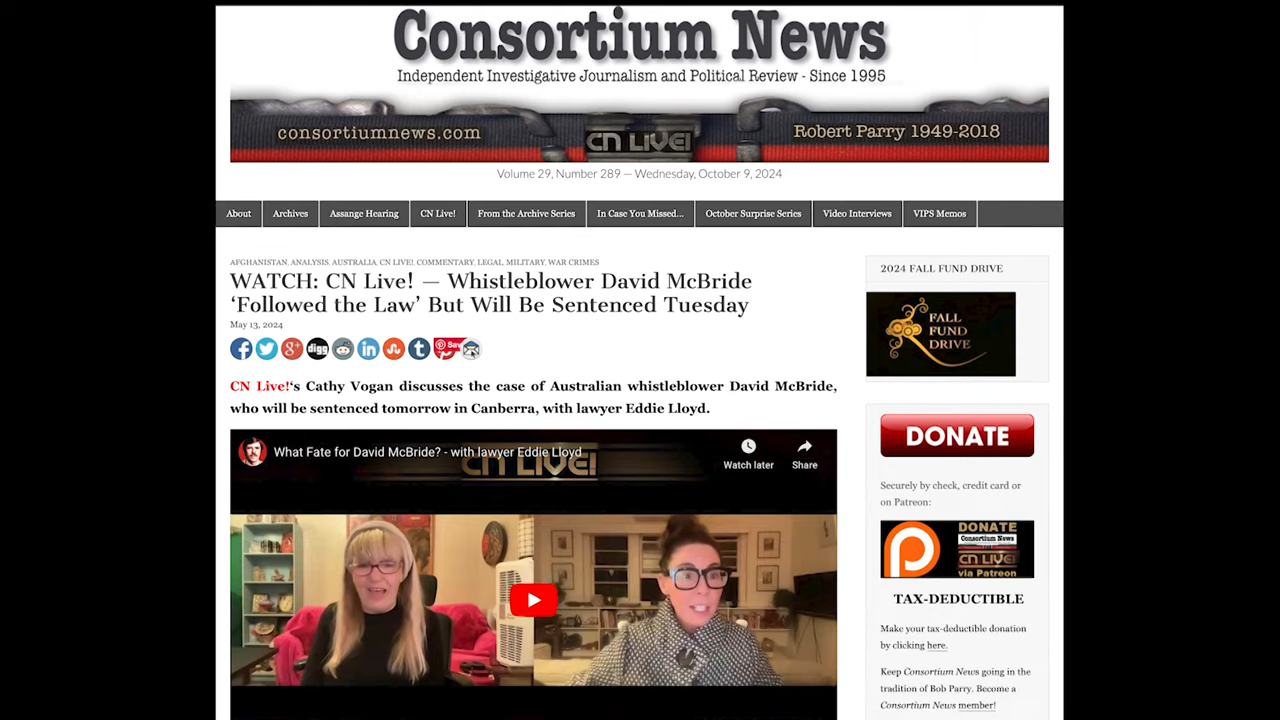 Consortium News
Independent Investigative Journalism and Political Review - Since 1995
consortiumnews.com
CN LIVE!
Robert Parry 1949-2018
Volume 29, Number 289 — Wednesday, October 9, 2024
About
Archives
Assange Hearing
CN Live!
From the Archive Series
In Case You Missed...
October Surprise Series
Video Interviews
VIPS Memos
AFGHANISTAN, ANALYSIS, AUSTRALIA, CN LIVE!, COMMENTARY, LEGAL, MILITARY, WAR CRIMES
WATCH: CN Live! — Whistleblower David McBride
‘Followed the Law’ But Will Be Sentenced Tuesday
May 13, 2024
digg
Save
CN Live!‘s Cathy Vogan discusses the case of Australian whistleblower David McBride,
who will be sentenced tomorrow in Canberra, with lawyer Eddie Lloyd.
What Fate for David McBride? - with lawyer Eddie Lloyd
CN LIVE!
Watch later
Share
2024 FALL FUND DRIVE
FALL
FUND
DRIVE
DONATE
Securely by check, credit card or
on Patreon:
DONATE
Consortium News
CN LIVE!
via Patreon
TAX-DEDUCTIBLE
Make your tax-deductible donation
by clicking here.
Keep Consortium News going in the
tradition of Bob Parry. Become a
Consortium News member!